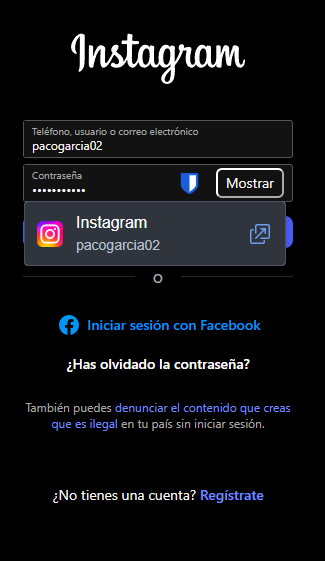 Instagram
Teléfono, usuario o correo electrónico
pacogarcia02
Contraseña
•••••••••••
Mostrar
Instagram
pacogarcia02
O
Iniciar sesión con Facebook
¿Has olvidado la contraseña?
También puedes denunciar el contenido que creas
que es ilegal en tu país sin iniciar sesión.
¿No tienes una cuenta? Regístrate